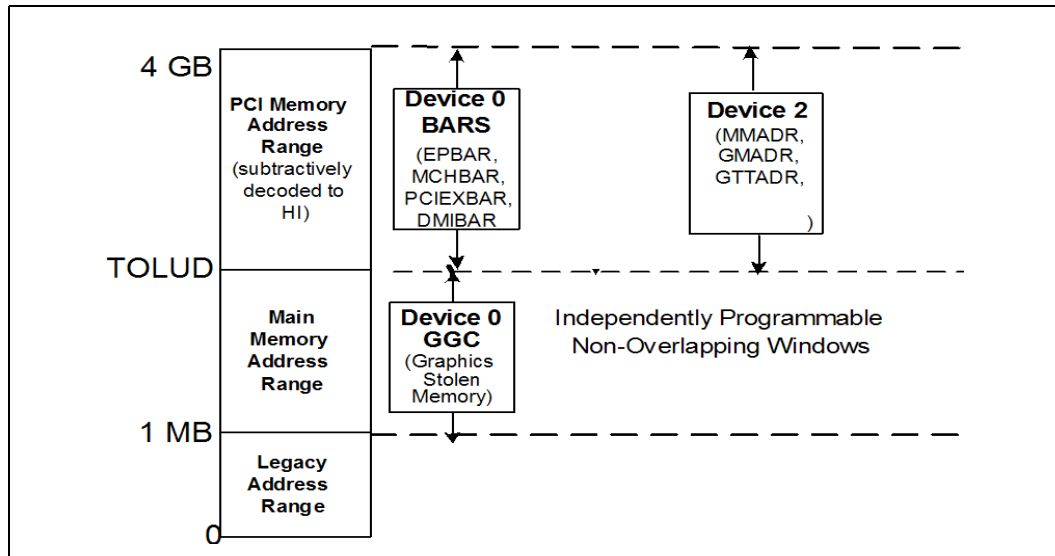 4 GB
PCI Memory
Address
Range
(subtractively
decoded to
HI)
TOLUD
Main
Memory
Address
Range
1 MB
Legacy
Address
Range
0
Device 0
BARS
(EPBAR,
MCHBAR,
PCIEXBAR,
DMIBAR
Device 0
GGC
(Graphics
Stolen
Memory)
Device 2
(MMADR,
GMADR,
GTTADR,
)
Independently Programmable
Non-Overlapping Windows